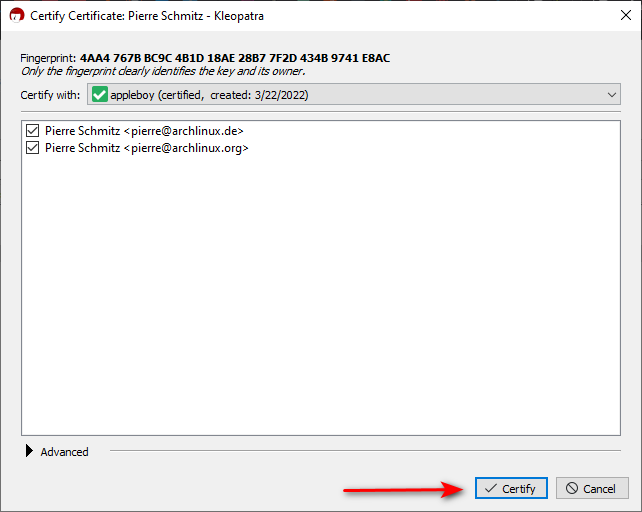 Certify Certificate: Pierre Schmitz - Kleopatra
Fingerprint: 4AA4 767B BC9C 4B1D 18AE 28B7 7F2D 434B 9741 E8AC
Only the fingerprint clearly identifies the key and its owner.
Certify with: appleboy (certified, created: 3/22/2022)
Pierre Schmitz <pierre@archlinux.de>
Pierre Schmitz <pierre@archlinux.org>
Advanced
Certify Cancel